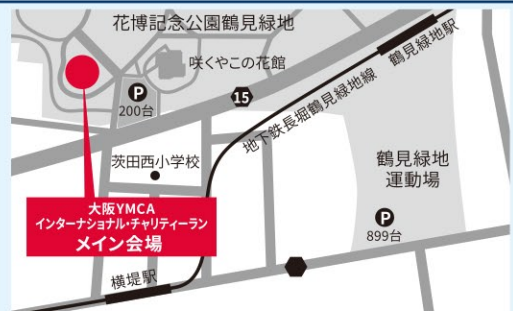 花博記念公園鶴見緑地
咲くやこの花館
P
200台
15
鶴見緑地駅
地下鉄長堀鶴見緑地線
茨田西小学校
鶴見緑地
運動場
大阪YMCA
インターナショナル・チャリティーラン
メイン会場
P
899台
横堤駅